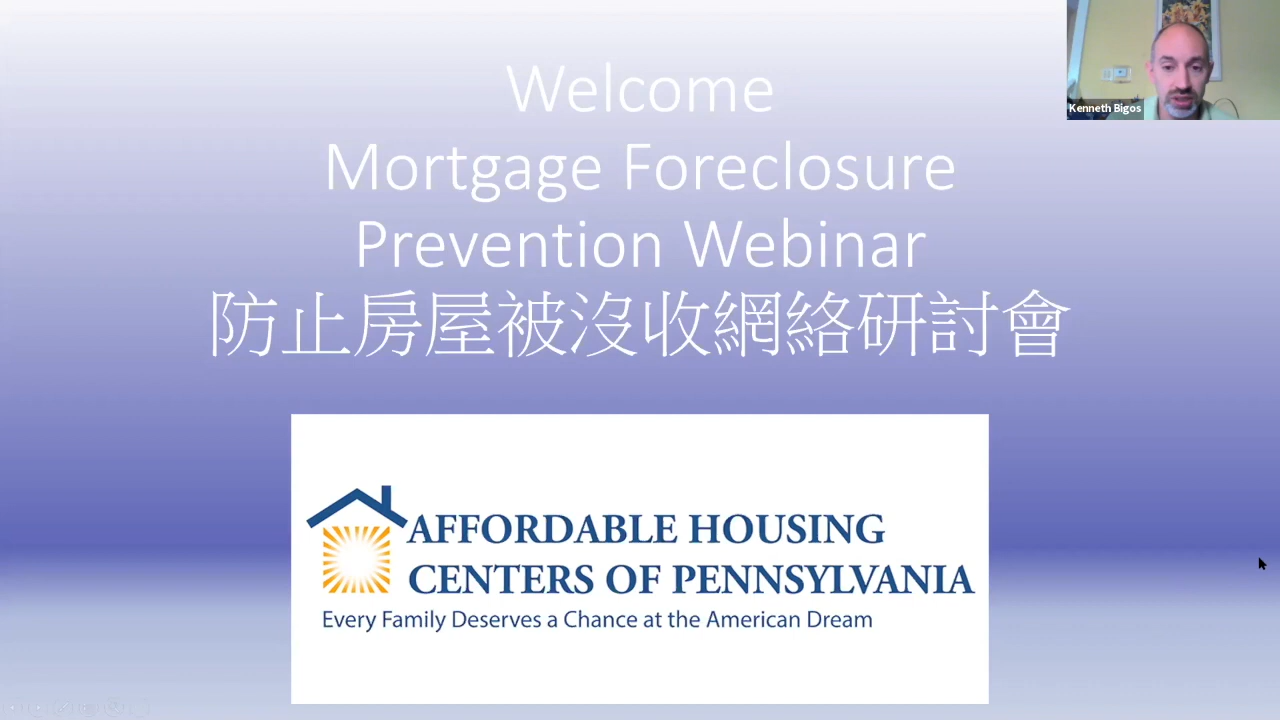 Welcome
Mortgage Foreclosure
Prevention Webinar
防止房屋被沒收網絡研討會
Kenneth Bigos
AFFORDABLE HOUSING
CENTERS OF PENNSYLVANIA
Every Family Deserves a Chance at the American Dream